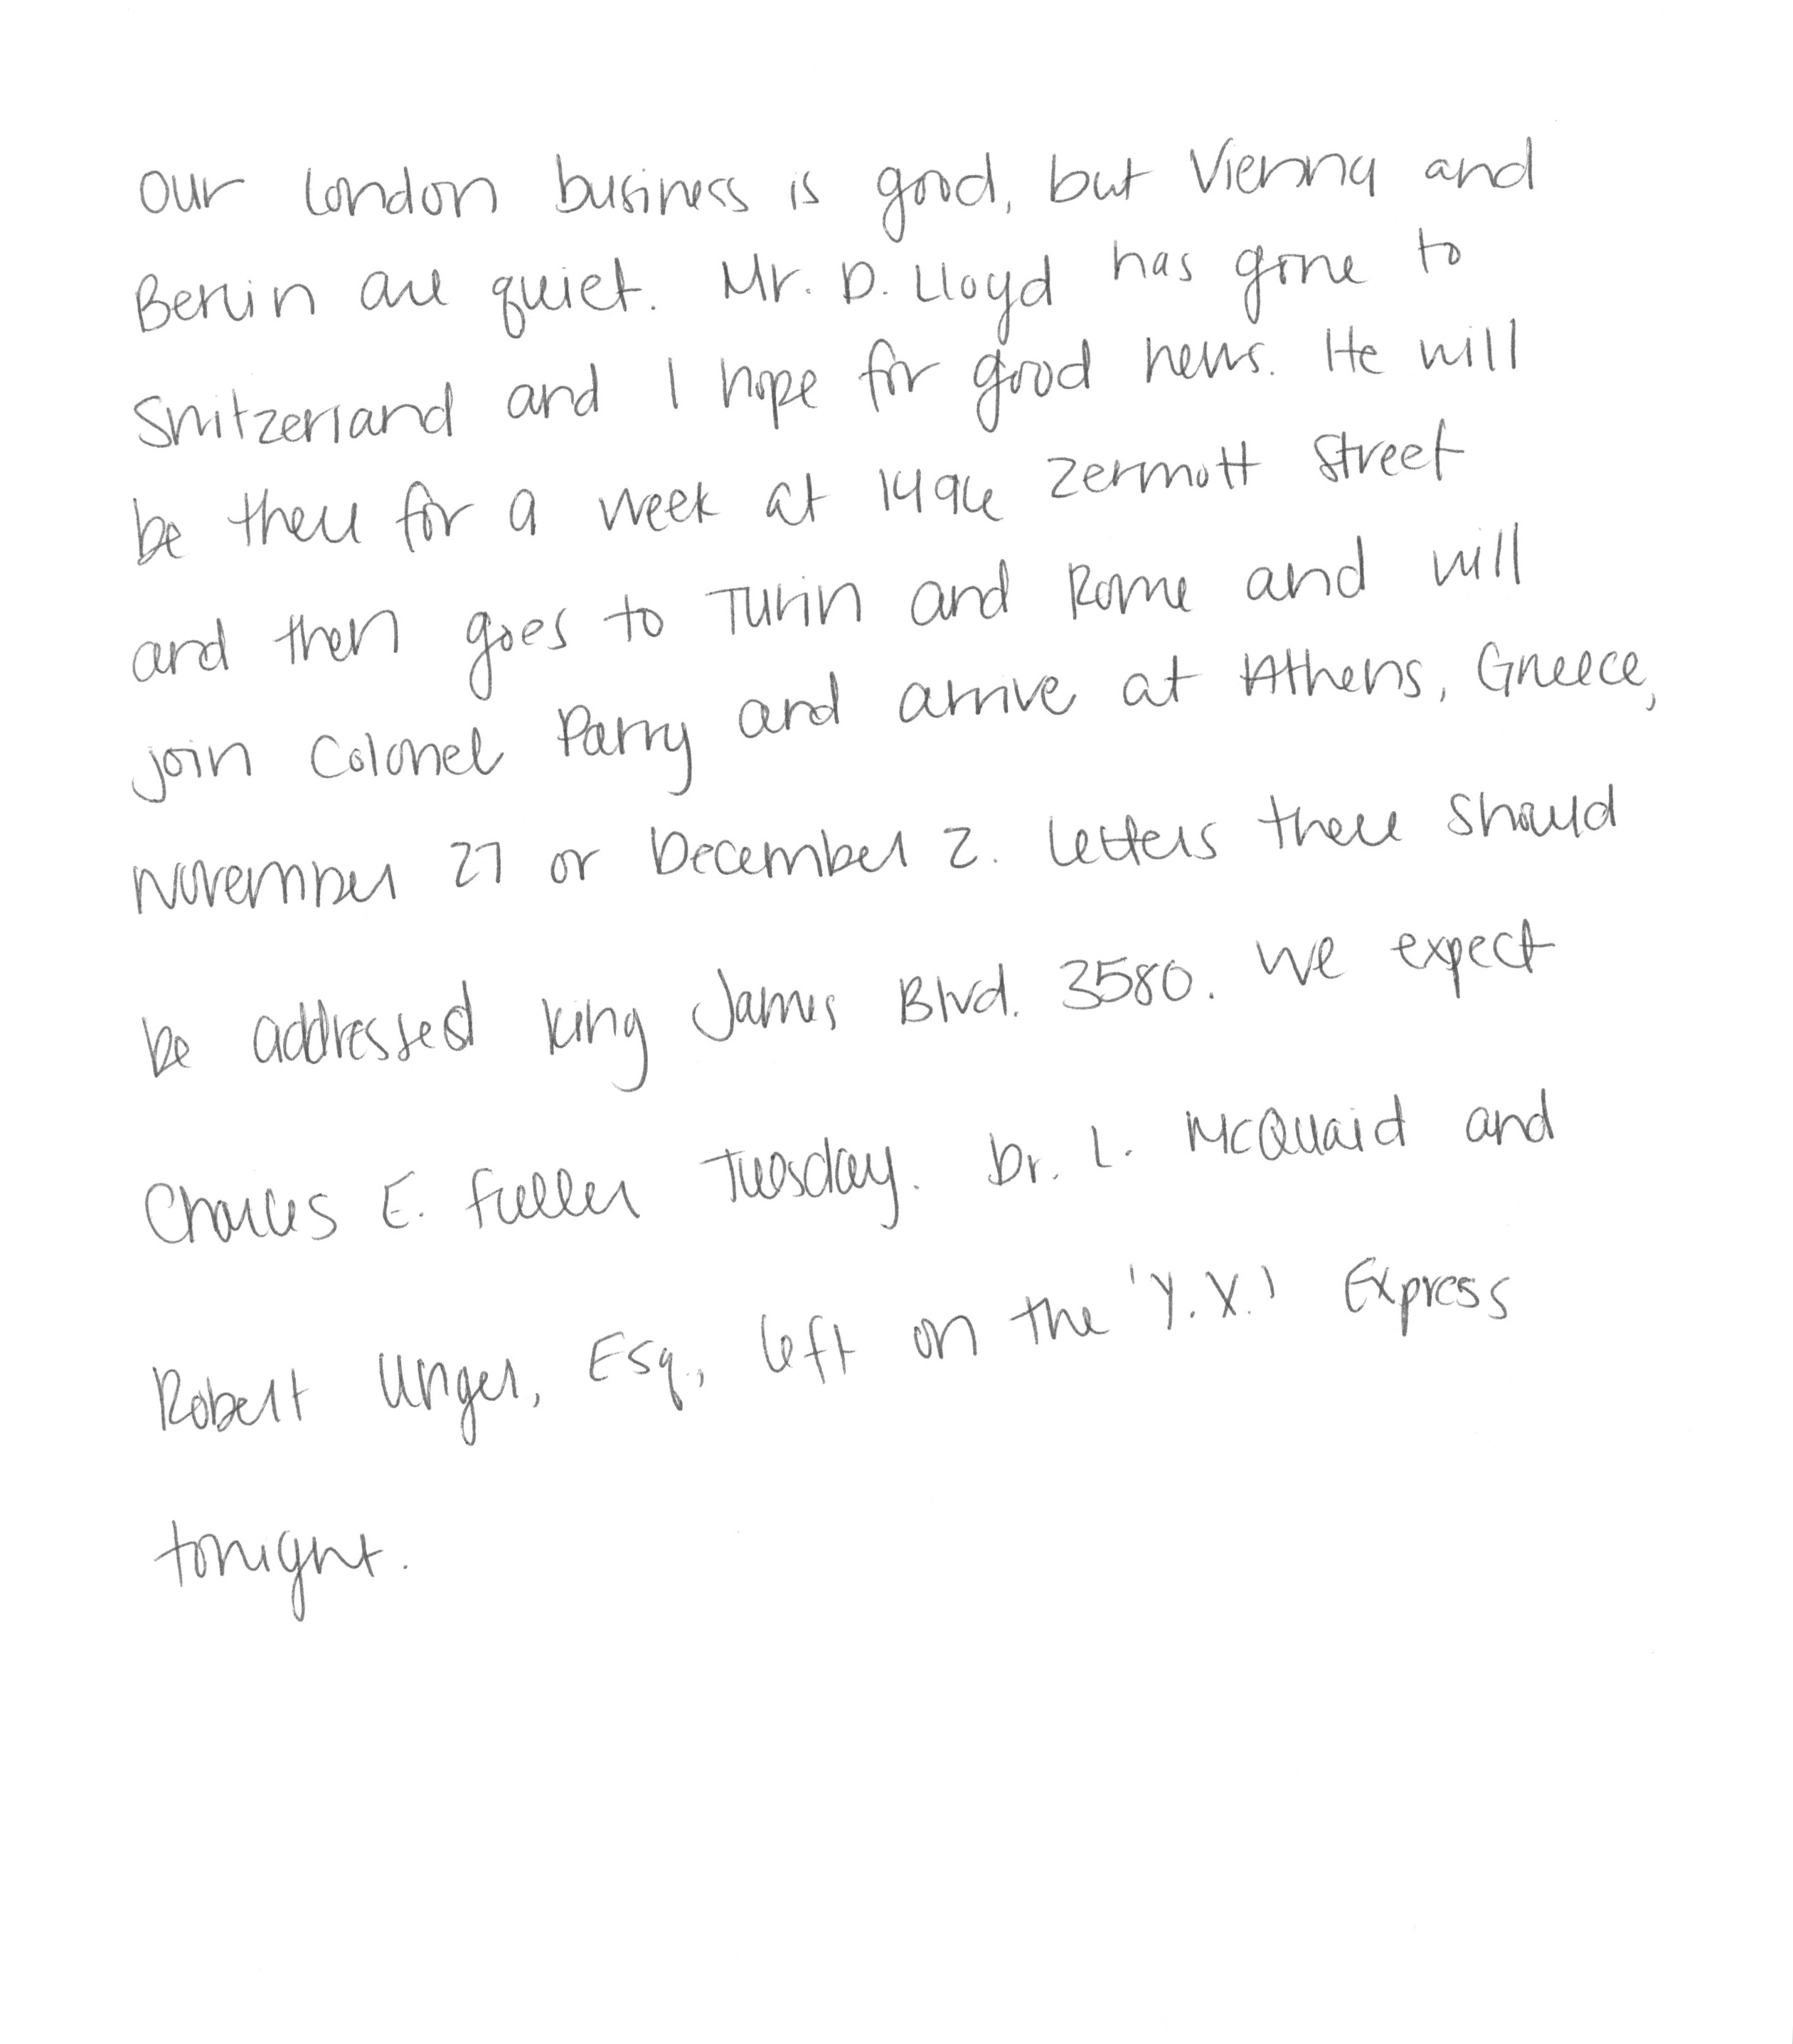 Our London business is good, but Vienna and
Berlin are quiet. Mr. D. Lloyd has gone to
Switzerland and I hope for good news. He will
be there for a week at 1496 Zermott Street
and then goes to Turin and Rome and will
join Colonel Parry and arrive at Athens, Greece,
November 27 or December 2. Letters there should
be addressed King James Blvd. 3580. We expect
Charles E. Fuller Tuesday. Dr. L. McQuaid and
Robert Unger, Esq., left on the 'Y.X.' Express
tonight.